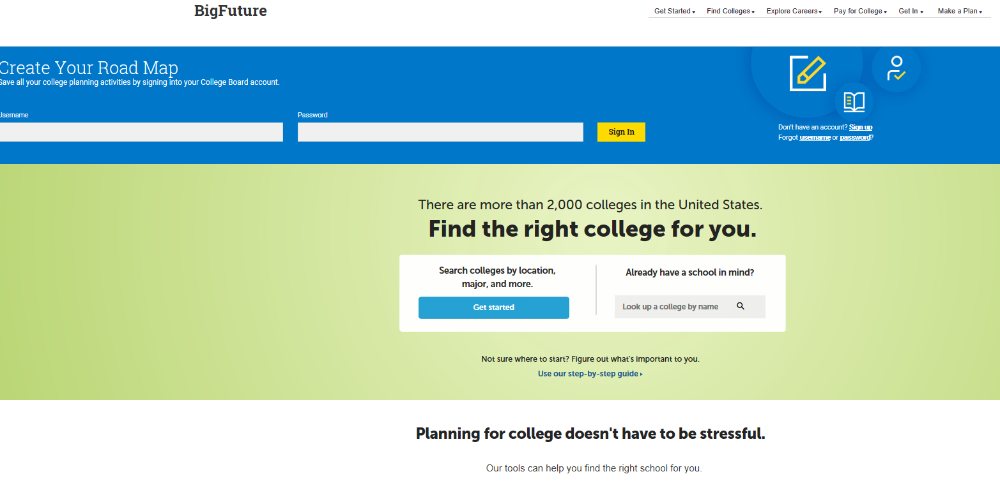 BigFuture
Get Started Find Colleges Explore Careers Pay for College Get In Make a Plan
Create Your Road Map
Save all your college planning activities by signing into your College Board account.
Username Password
Sign In
Don't have an account? Sign up
Forgot username or password?
There are more than 2,000 colleges in the United States.
Find the right college for you.
Search colleges by location,
major, and more.
Get started
Already have a school in mind?
Look up a college by name
Not sure where to start? Figure out what's important to you.
Use our step-by-step guide
Planning for college doesn't have to be stressful.
Our tools can help you find the right school for you.